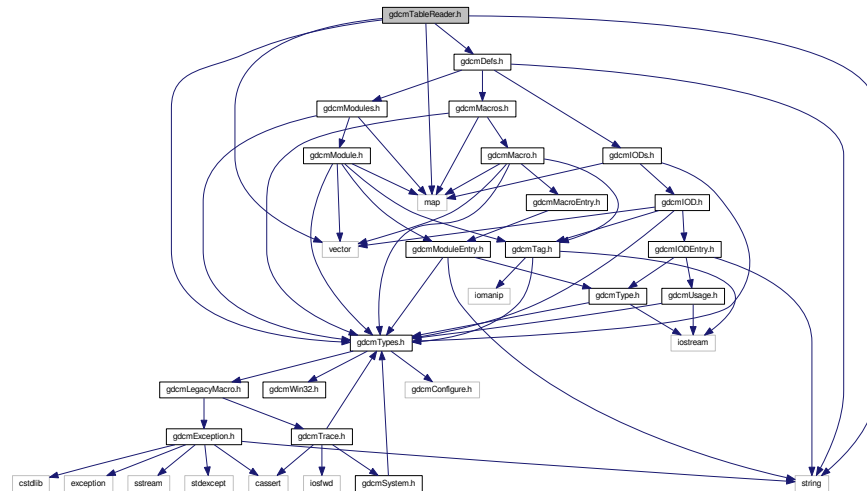 gdcmTableReader.h
gdcmDefs.h
gdcmModules.h
gdcmMacros.h
gdcmModule.h
gdcmMacro.h
gdcmIODs.h
map
gdcmMacroEntry.h
gdcmIOD.h
vector
gdcmModuleEntry.h
gdcmTag.h
gdcmIODEntry.h
iomanip
gdcmType.h
gdcmUsage.h
gdcmTypes.h
iostream
gdcmLegacyMacro.h
gdcmWin32.h
gdcmConfigure.h
gdcmException.h
gdcmTrace.h
cstdlib
exception
sstream
stdexcept
cassert
iosfwd
gdcmSystem.h
string